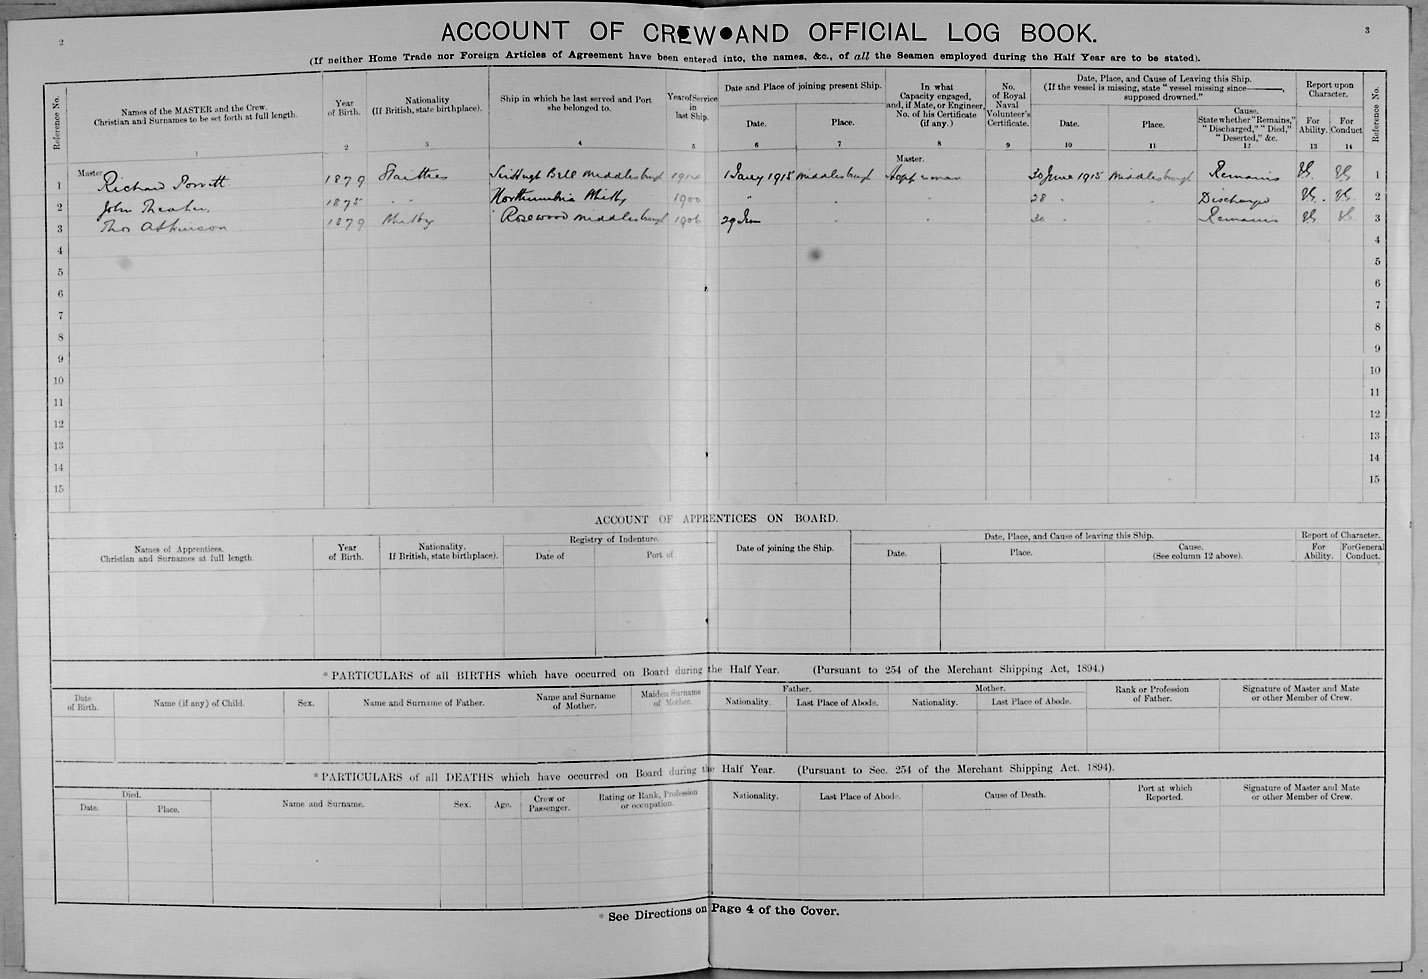 2
ACCOUNT OF CREW AND OFFICIAL LOG BOOK.
3
(If neither Home Trade nor Foreign Articles of Agreement have been entered into, the names, &c., of all the Seamen employed during the Half Year are to be stated).
Reference No.
Names of the MASTER and the Crew. Christian and Surnames to be set forth at full length.
Year of Birth.
Nationality (If British, state birthplace).
Ship in which he last served and Port she belonged to.
Year of Service in last Ship.
Date and Place of joining present Ship.
Date.
Place.
In what Capacity engaged, and, if Mate, or Engineer, No. of his Certificate (if any.)
No. of Royal Naval Volunteer's Certificate.
Date, Place, and Cause of Leaving this Ship.
(If the vessel is missing, state "vessel missing since———, supposed drowned."
Date.
Place.
Cause. State whether "Remains," "Discharged," "Died," "Deserted," &c.
Report upon Character.
For Ability.
For Conduct
Reference No.
1 2 3 4 5 6 7 8 9 10 11 12 13 14
Master.
1 Master Richard 1879 Staithes Sir Hugh Bell Middlesbrough 1914 1 Jany 1915 Middlesbrough 30 June 1915 Middlesbrough Remains VG. VG. 1
2 John 1875 " " Northumbria Whitby 1900 " " " 28 " " Discharged VG. VG. 2
3 Thos Atkinson 1879 Whitby Rosewood Middlesbrough 1906 29 Jan " " 30 " " Remains VG VG. 3
4 4
5 5
6 6
7 7
8 8
9 9
10 10
11 11
12 12
13 13
14 14
15 15
ACCOUNT OF APPRENTICES ON BOARD.
Names of Apprentices. Christian and Surnames at full length.
Year of Birth.
Nationality. If British, state birthplace).
Registry of Indenture.
Date of
Port of
Date of joining the Ship.
Date, Place, and Cause of leaving this Ship.
Date.
Place.
Cause. (See column 12 above).
Report of Character.
For Ability.
For General Conduct.
*PARTICULARS of all BIRTHS which have occurred on Board during the Half Year. (Pursuant to 254 of the Merchant Shipping Act, 1894.)
Date of Birth.
Name (if any) of Child.
Sex.
Name and Surname of Father.
Name and Surname of Mother.
Maiden Surname of Mother.
Father.
Nationality.
Last Place of Abode.
Mother.
Nationality.
Last Place of Abode.
Rank or Profession of Father.
Signature of Master and Mate or other Member of Crew.
*PARTICULARS of all DEATHS which have occurred on Board during the Half Year. (Pursuant to Sec. 254 of the Merchant Shipping Act. 1894).
Died.
Date.
Place.
Name and Surname.
Sex.
Age.
Crew or Passenger.
Rating or Rank, Profession or occupation.
Nationality.
Last Place of Abode.
Cause of Death.
Port at which Reported.
Signature of Master and Mate or other Member of Crew.
* See Directions on Page 4 of the Cover.